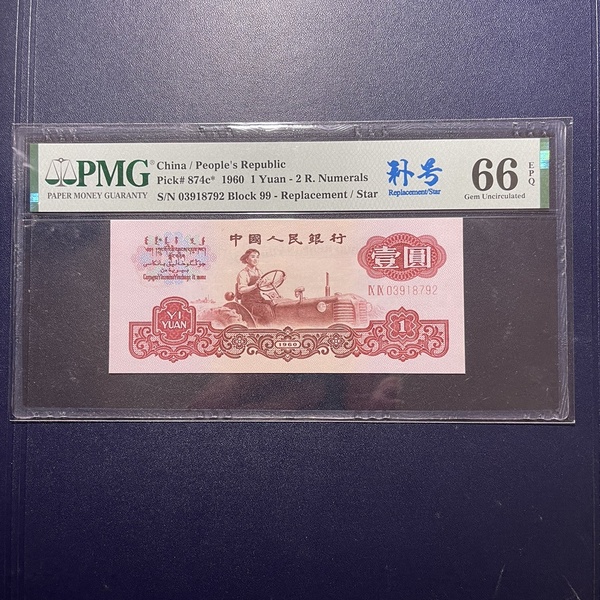 PMG
PAPER MONEY GUARANTY
China / People's Republic
Pick# 874c* 1960 1 Yuan - 2 R. Numerals
S/N 03918792 Block 99 - Replacement / Star
补号
Replacement/Star
66 EPQ
Gem Uncirculated
中國人民銀行
壹圓
IX IX 03918792
YI YUAN
1960
1